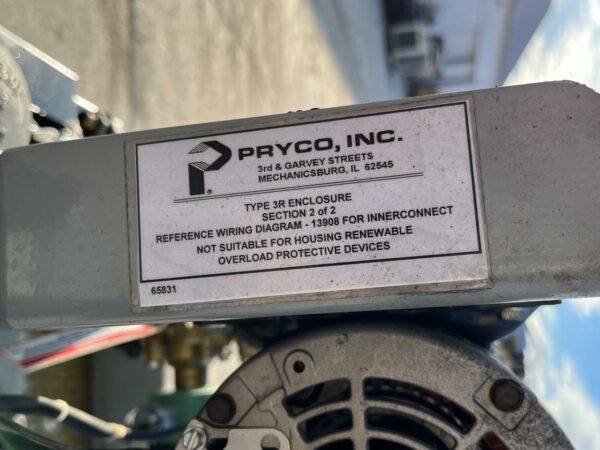 PRYCO, INC.
3rd & GARVEY STREETS
MECHANICSBURG, IL 62545
TYPE 3R ENCLOSURE
SECTION 2 of 2
REFERENCE WIRING DIAGRAM - 13908 FOR INNERCONNECT
NOT SUITABLE FOR HOUSING RENEWABLE
OVERLOAD PROTECTIVE DEVICES
65831